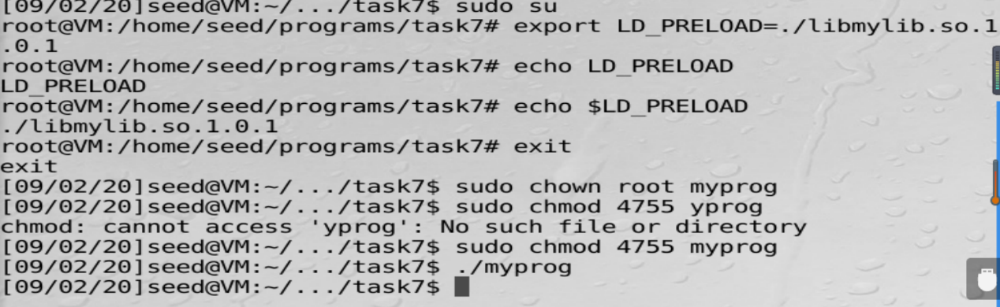 [09/02/20]seed@VM:~/.../task7$ sudo su
root@VM:/home/seed/programs/task7# export LD_PRELOAD=./libmylib.so.1
.0.1
root@VM:/home/seed/programs/task7# echo LD_PRELOAD
LD_PRELOAD
root@VM:/home/seed/programs/task7# echo $LD_PRELOAD
./libmylib.so.1.0.1
root@VM:/home/seed/programs/task7# exit
exit
[09/02/20]seed@VM:~/.../task7$ sudo chown root myprog
[09/02/20]seed@VM:~/.../task7$ sudo chmod 4755 yprog
chmod: cannot access 'yprog': No such file or directory
[09/02/20]seed@VM:~/.../task7$ sudo chmod 4755 myprog
[09/02/20]seed@VM:~/.../task7$ ./myprog
[09/02/20]seed@VM:~/.../task7$